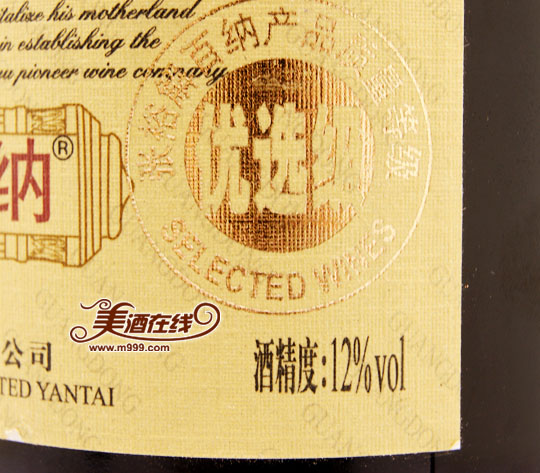 italize his motherland
in establishing the
u pioneer wine company
张裕解百纳产品质量等级
优选级
SELECTED WINES
纳®
美酒在线
www.m999.com
公司
TED YANTAI
酒精度:12%vol
GUANGDONG